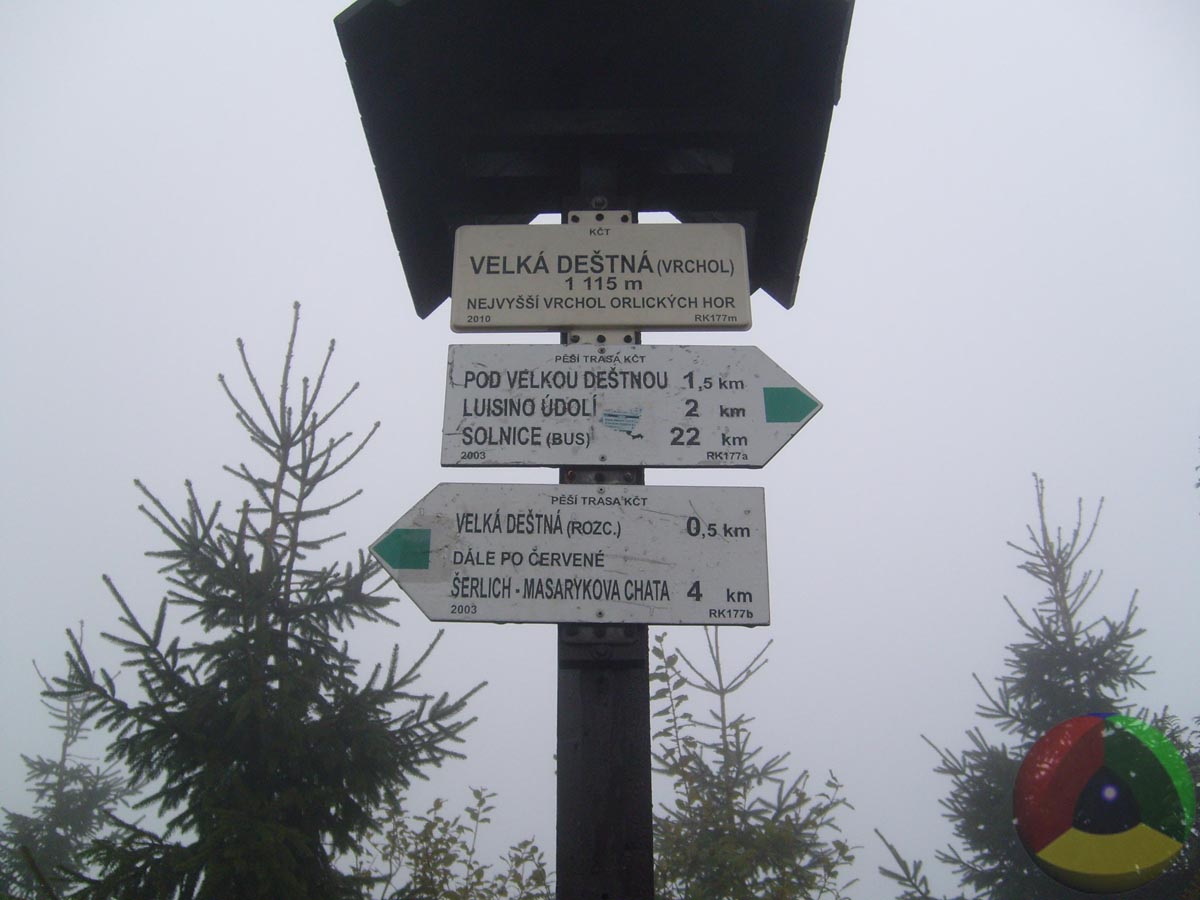 KČT
VELKÁ DEŠTNÁ (VRCHOL)
1 115 m
NEJVYŠŠÍ VRCHOL ORLICKÝCH HOR
2010 RK177m
PĚŠÍ TRASA KČT
POD VELKOU DEŠTNOU 1,5 KM
LUISINO ÚDOLÍ 2 KM
SOLNICE (BUS) 22 KM
2003 RK177a
PĚŠÍ TRASA KČT
VELKÁ DEŠTNÁ (ROZC.) 0,5 KM
DÁLE PO ČERVENÉ
ŠERLICH - MASARYKOVA CHATA 4 KM
2003 RK177b